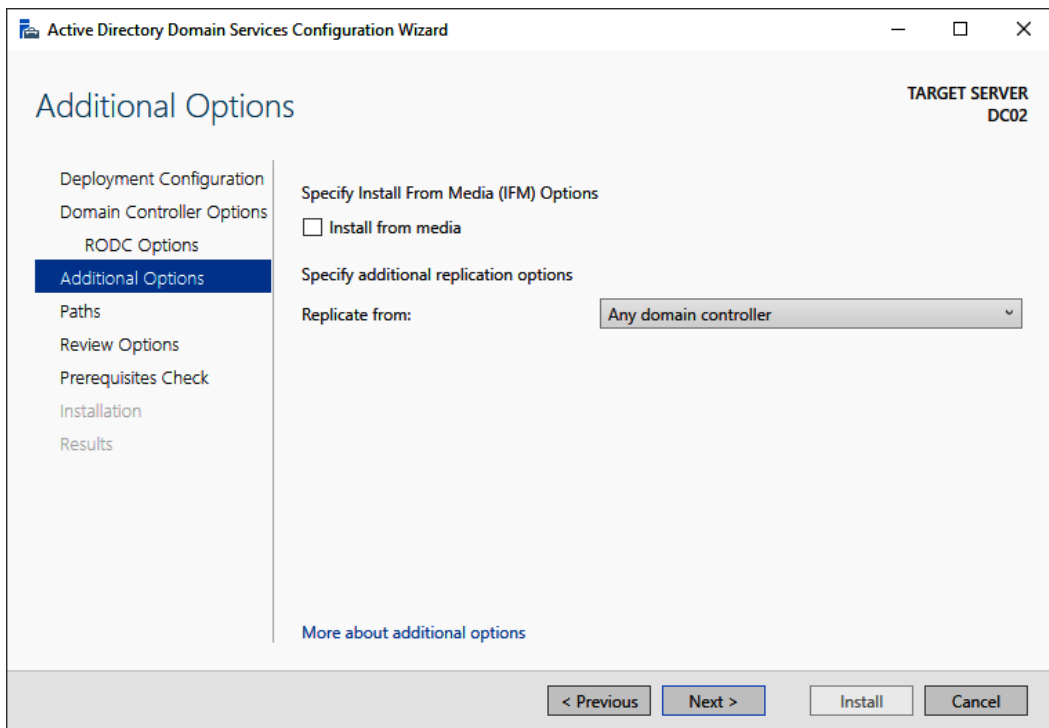 Active Directory Domain Services Configuration Wizard
Additional Options
TARGET SERVER
DC02
Deployment Configuration
Domain Controller Options
RODC Options
Additional Options
Paths
Review Options
Prerequisites Check
Installation
Results
Specify Install From Media (IFM) Options
Install from media
Specify additional replication options
Replicate from: Any domain controller
More about additional options
< Previous Next > Install Cancel